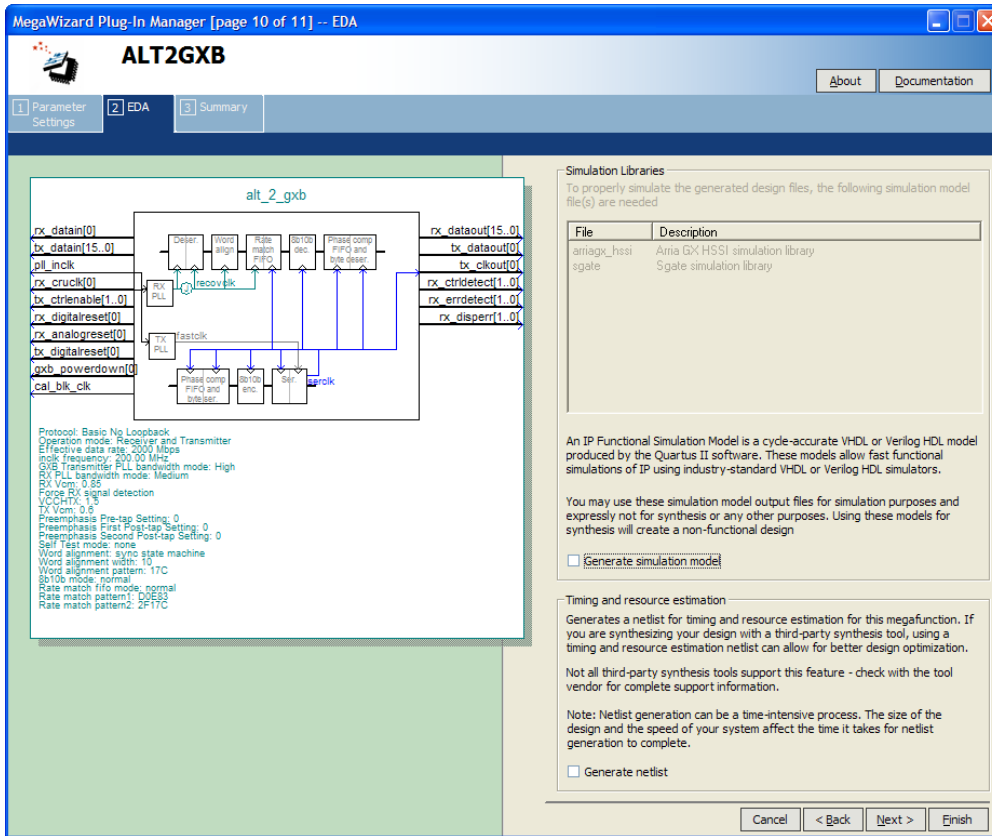 MegaWizard Plug-In Manager [page 10 of 11] -- EDA
ALT2GXB
About
Documentation
1 Parameter Settings
2 EDA
3 Summary
alt_2_gxb
rx_datain[0]
tx_datain[15..0]
pll_inclk
rx_cruclk[0]
tx_ctrlenable[1..0]
rx_digitalreset[0]
rx_analogreset[0]
tx_digitalreset[0]
gxb_powerdown[0]
cal_blk_clk
Deser.
Word align
Rate match FIFO
8b10b dec.
Phase comp FIFO and byte deser.
RX PLL
recovclk
TX PLL
fastclk
Phase comp FIFO and byte ser.
8b10b enc.
Ser.
serclk
rx_dataout[15..0]
tx_dataout[0]
tx_clkout[0]
rx_ctrldetect[1..0]
rx_errdetect[1..0]
rx_disperr[1..0]
Protocol: Basic No Loopback
Operation mode: Receiver and Transmitter
Effective data rate: 2000 Mbps
inclk frequency: 200.00 MHz
GXB Transmitter PLL bandwidth mode: High
RX PLL bandwidth mode: Medium
RX Vcm: 0.85
Force RX signal detection
VCCHTX: 1.5
TX Vcm: 0.6
Preemphasis Pre-tap Setting: 0
Preemphasis First Post-tap Setting: 0
Preemphasis Second Post-tap Setting: 0
Self Test mode: none
Word alignment: sync state machine
Word alignment width: 10
Word alignment pattern: 17C
8b10b mode: normal
Rate match fifo mode: normal
Rate match pattern1: D0E83
Rate match pattern2: 2F17C
Simulation Libraries
To properly simulate the generated design files, the following simulation model
file(s) are needed
File Description
arriagx_hssi Arria GX HSSI simulation library
sgate Sgate simulation library
An IP Functional Simulation Model is a cycle-accurate VHDL or Verilog HDL model
produced by the Quartus II software. These models allow fast functional
simulations of IP using industry-standard VHDL or Verilog HDL simulators.
You may use these simulation model output files for simulation purposes and
expressly not for synthesis or any other purposes. Using these models for
synthesis will create a non-functional design
Generate simulation model
Timing and resource estimation
Generates a netlist for timing and resource estimation for this megafunction. If
you are synthesizing your design with a third-party synthesis tool, using a
timing and resource estimation netlist can allow for better design optimization.
Not all third-party synthesis tools support this feature - check with the tool
vendor for complete support information.
Note: Netlist generation can be a time-intensive process. The size of the
design and the speed of your system affect the time it takes for netlist
generation to complete.
Generate netlist
Cancel
< Back
Next >
Finish